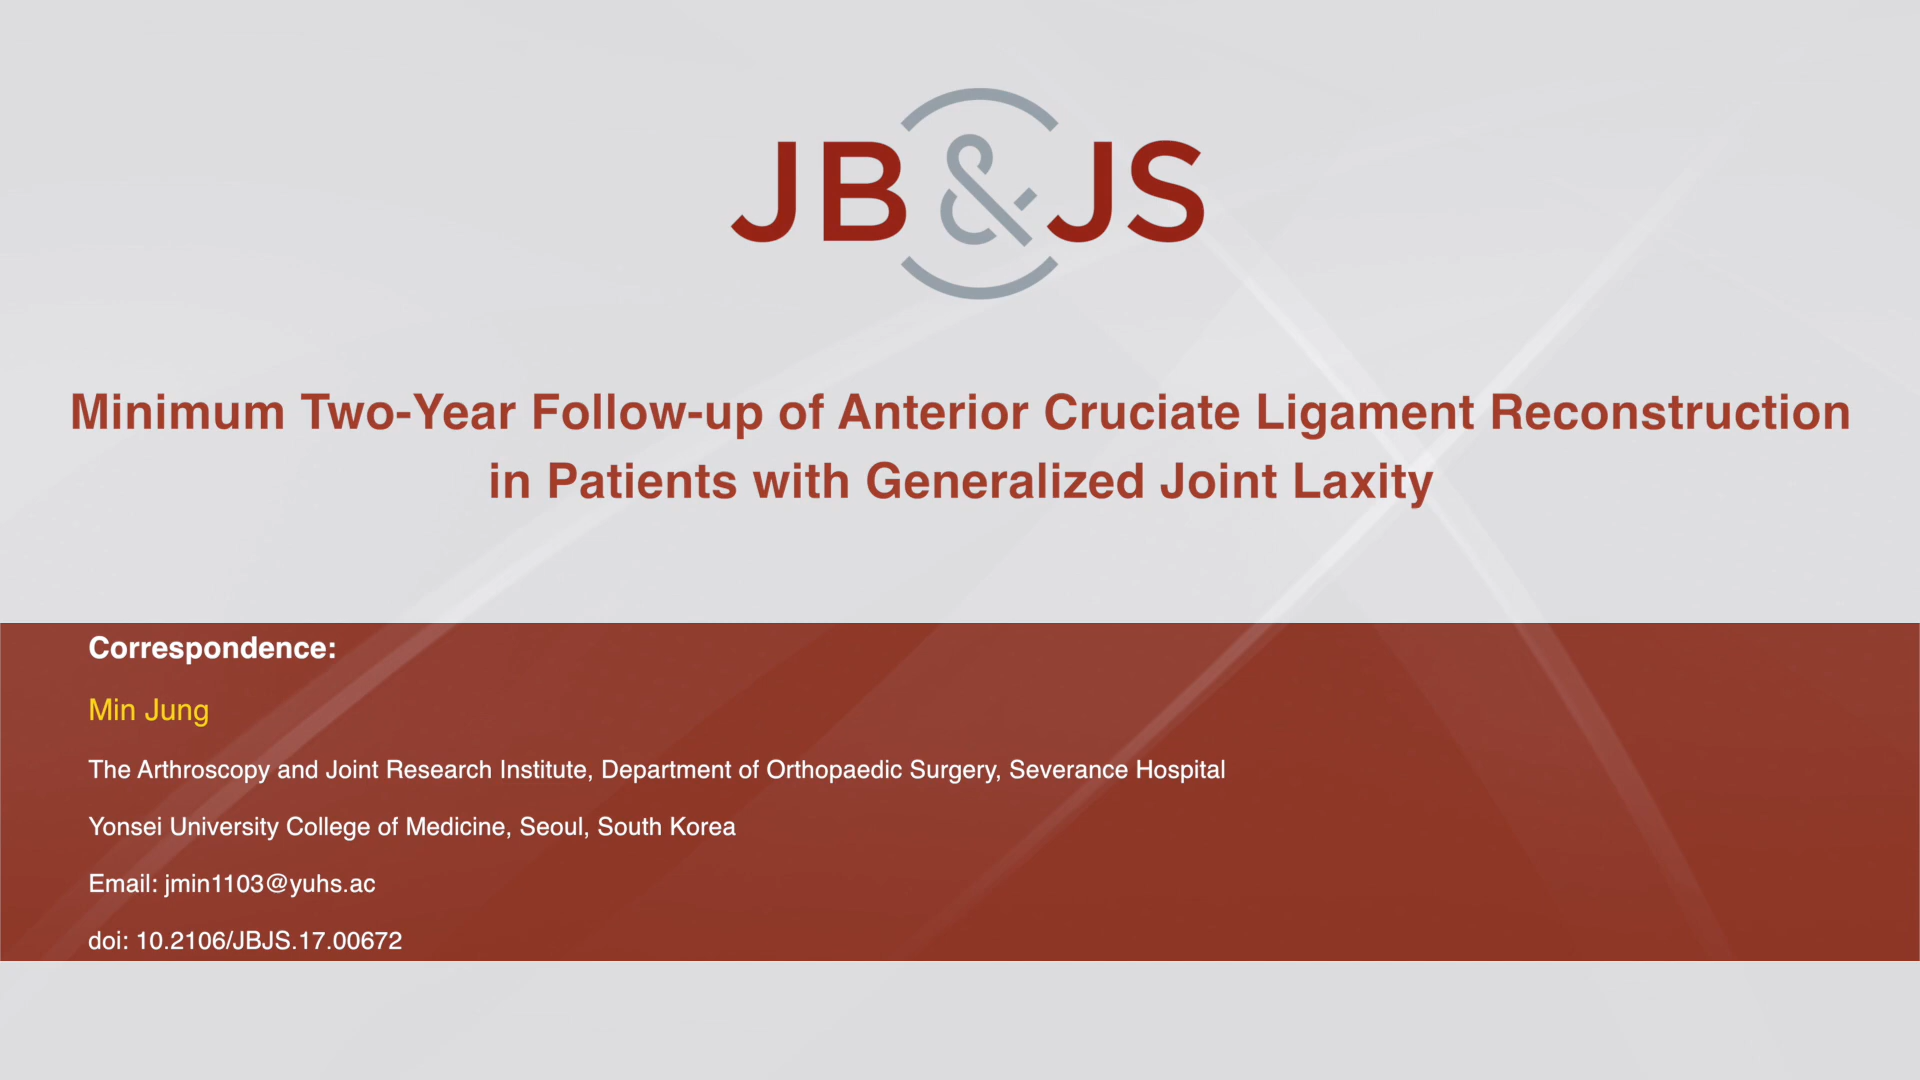 JB&JS
Minimum Two-Year Follow-up of Anterior Cruciate Ligament Reconstruction
in Patients with Generalized Joint Laxity
Correspondence:
Min Jung
The Arthroscopy and Joint Research Institute, Department of Orthopaedic Surgery, Severance Hospital
Yonsei University College of Medicine, Seoul, South Korea
Email: jmin1103@yuhs.ac
doi: 10.2106/JBJS.17.00672